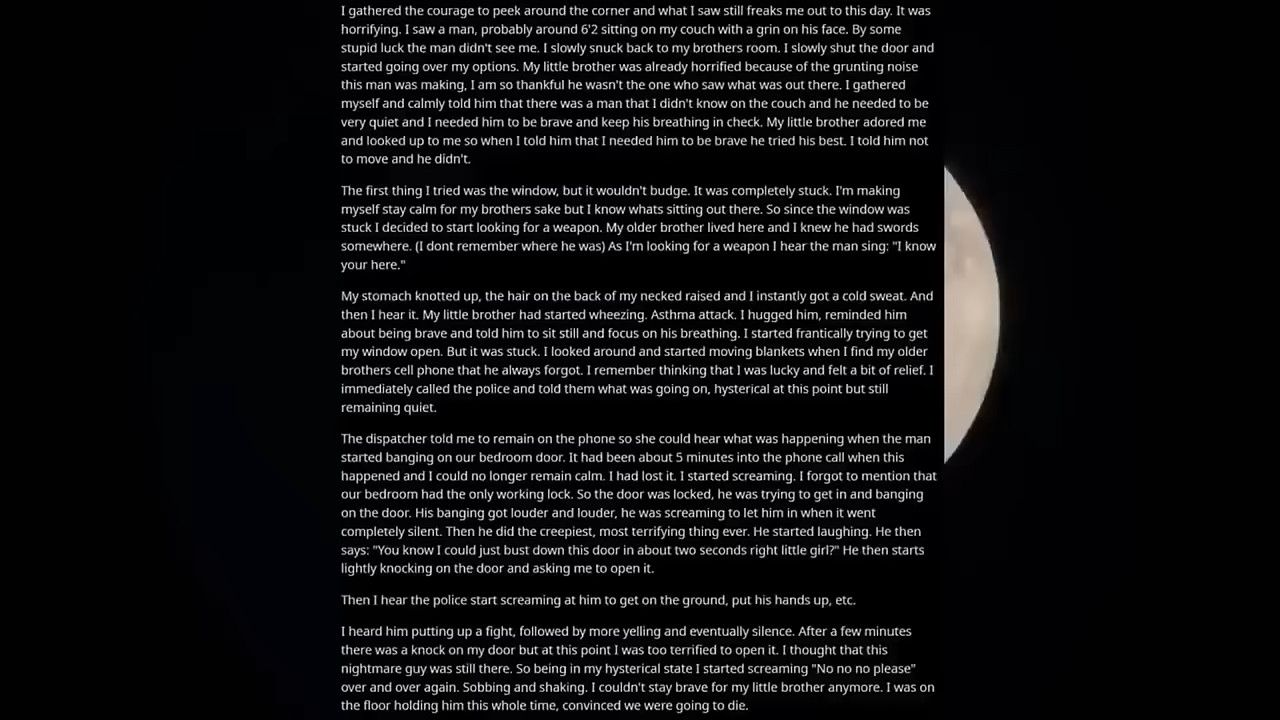 I gathered the courage to peek around the corner and what I saw still freaks me out to this day. It was
horrifying. I saw a man, probably around 6'2 sitting on my couch with a grin on his face. By some
stupid luck the man didn't see me. I slowly snuck back to my brothers room. I slowly shut the door and
started going over my options. My little brother was already horrified because of the grunting noise
this man was making, I am so thankful he wasn't the one who saw what was out there. I gathered
myself and calmly told him that there was a man that I didn't know on the couch and he needed to be
very quiet and I needed him to be brave and keep his breathing in check. My little brother adored me
and looked up to me so when I told him that I needed him to be brave he tried his best. I told him not
to move and he didn't.
The first thing I tried was the window, but it wouldn't budge. It was completely stuck. I'm making
myself stay calm for my brothers sake but I know whats sitting out there. So since the window was
stuck I decided to start looking for a weapon. My older brother lived here and I knew he had swords
somewhere. (I dont remember where he was) As I'm looking for a weapon I hear the man sing: "I know
your here."
My stomach knotted up, the hair on the back of my necked raised and I instantly got a cold sweat. And
then I hear it. My little brother had started wheezing. Asthma attack. I hugged him, reminded him
about being brave and told him to sit still and focus on his breathing. I started frantically trying to get
my window open. But it was stuck. I looked around and started moving blankets when I find my older
brothers cell phone that he always forgot. I remember thinking that I was lucky and felt a bit of relief. I
immediately called the police and told them what was going on, hysterical at this point but still
remaining quiet.
The dispatcher told me to remain on the phone so she could hear what was happening when the man
started banging on our bedroom door. It had been about 5 minutes into the phone call when this
happened and I could no longer remain calm. I had lost it. I started screaming. I forgot to mention that
our bedroom had the only working lock. So the door was locked, he was trying to get in and banging
on the door. His banging got louder and louder, he was screaming to let him in when it went
completely silent. Then he did the creepiest, most terrifying thing ever. He started laughing. He then
says: "You know I could just bust down this door in about two seconds right little girl?" He then starts
lightly knocking on the door and asking me to open it.
Then I hear the police start screaming at him to get on the ground, put his hands up, etc.
I heard him putting up a fight, followed by more yelling and eventually silence. After a few minutes
there was a knock on my door but at this point I was too terrified to open it. I thought that this
nightmare guy was still there. So being in my hysterical state I started screaming "No no no please"
over and over again. Sobbing and shaking. I couldn't stay brave for my little brother anymore. I was on
the floor holding him this whole time, convinced we were going to die.